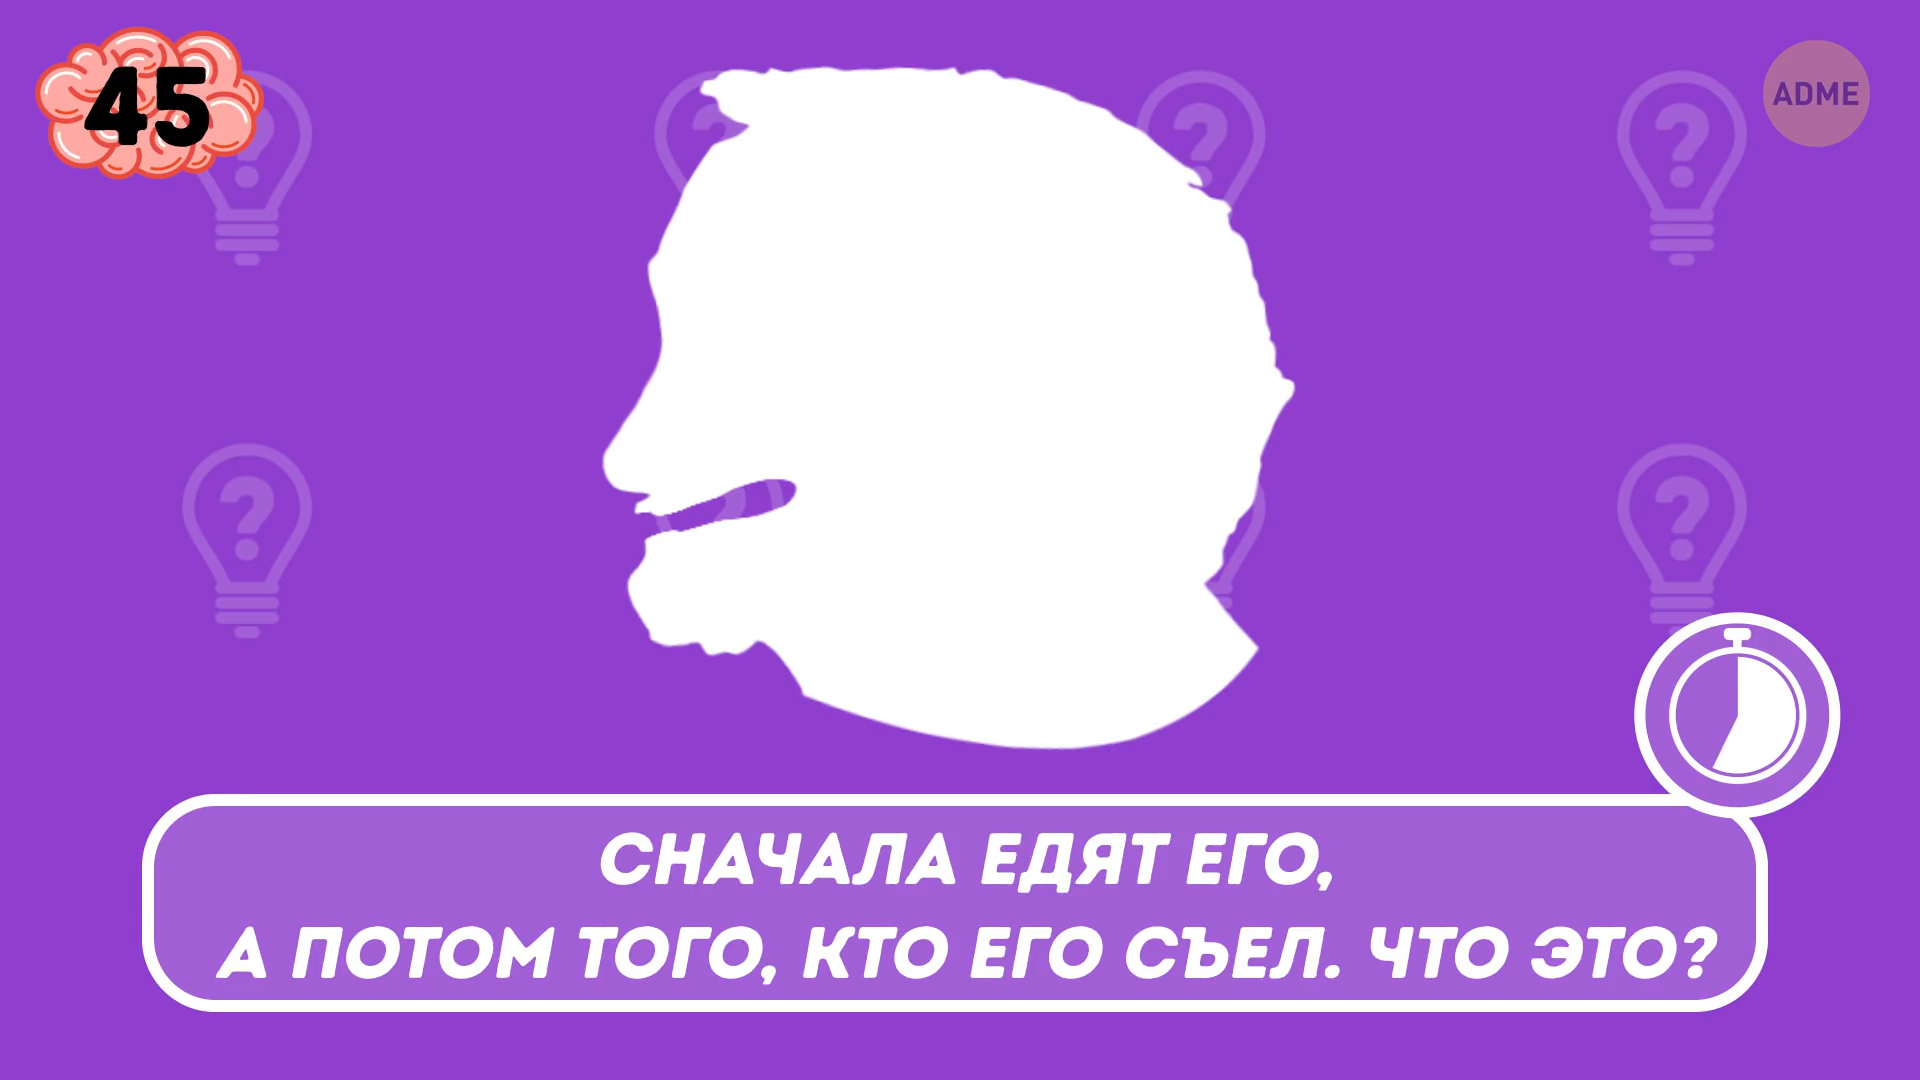 45
ADME
СНАЧАЛА ЕДЯТ ЕГО,
А ПОТОМ ТОГО, КТО ЕГО СЪЕЛ. ЧТО ЭТО?